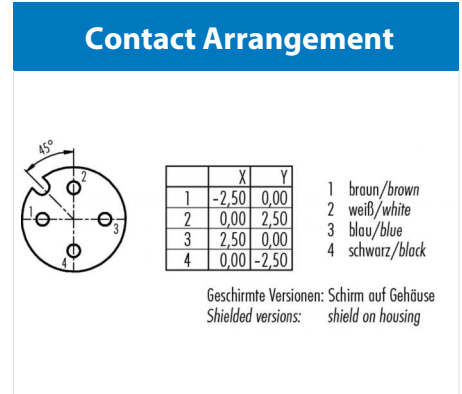 Contact Arrangement
45°
2
1
3
4
X Y
1 -2,50 0,00
2 0,00 2,50
3 2,50 0,00
4 0,00 -2,50
1 braun/brown
2 weiß/white
3 blau/blue
4 schwarz/black
Geschirmte Versionen: Schirm auf Gehäuse
Shielded versions: shield on housing